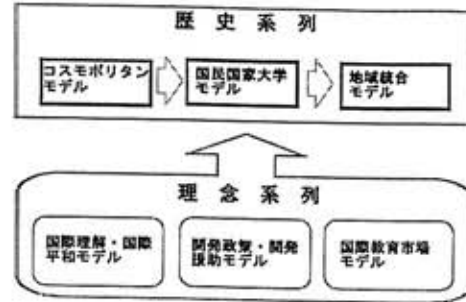 歴史系列
コスモポリタン
モデル
国民国家大学
モデル
地域統合
モデル
理念系列
国際理解・国際
平和モデル
開発政策・開発
援助モデル
国際教育市場
モデル